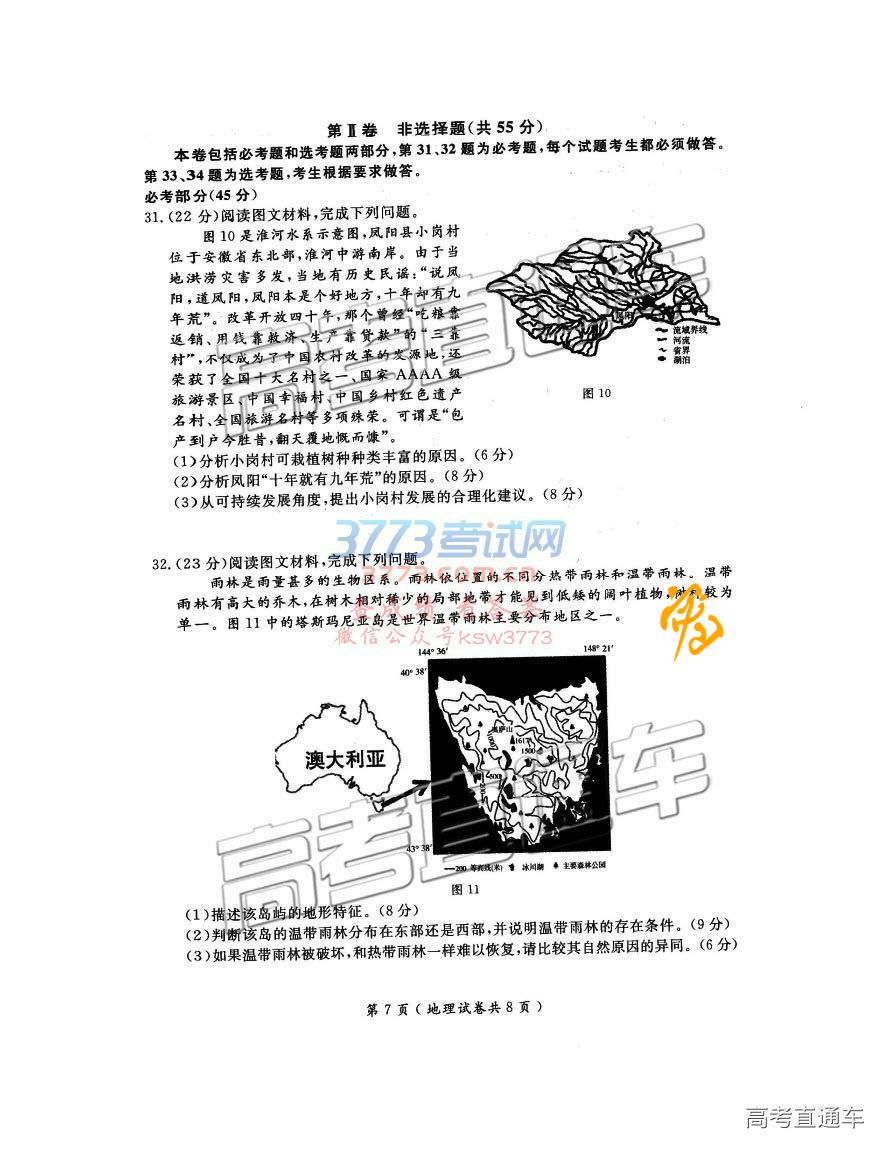 第Ⅱ卷 非选择题(共55分)
本卷包括必考题和选考题两部分,第31、32题为必考题,每个试题考生都必须做答。
第33、34题为选考题,考生根据要求做答。
必考部分(45分)
31.(22分)阅读图文材料,完成下列问题。
图10是淮河水系示意图,凤阳县小岗村
位于安徽省东北部,淮河中游南岸。由于当
地洪涝灾害多发,当地有历史民谣:“说凤
阳,道凤阳,凤阳本是个好地方,十年却有九
年荒”。改革开放四十年,那个曾经“吃粮靠
返销、用钱靠救济、生产靠贷款”的“三靠
村”,不仅成为了中国农村改革的发源地,还
荣获了全国十大名村之一、国家AAAA级
旅游景区、中国幸福村、中国乡村红色遗产
名村、全国旅游名村等多项殊荣。可谓是“包
产到户今胜昔,翻天覆地慨而慷”。
凤阳
流域界线
河流
省界
湖泊
图10
(1)分析小岗村可栽植树种种类丰富的原因。(6分)
(2)分析凤阳“十年就有九年荒”的原因。(8分)
(3)从可持续发展角度,提出小岗村发展的合理化建议。(8分)
3773考试网
3773.com.cn
查成绩 看答案
微信公众号ksw3773
32.(23分)阅读图文材料,完成下列问题。
雨林是雨量甚多的生物区系。雨林依位置的不同分热带雨林和温带雨林。温带
雨林有高大的乔木,在树木相对稀少的局部地带才能见到低矮的阔叶植物,树种较为
单一。图11中的塔斯玛尼亚岛是世界温带雨林主要分布地区之一。
144° 36′
148° 21′
40° 38′
澳大利亚
1617
1500
500
43° 38′
200 等高线(米) 冰川湖 主要森林公园
图11
(1)描述该岛屿的地形特征。(8分)
(2)判断该岛的温带雨林分布在东部还是西部,并说明温带雨林的存在条件。(9分)
(3)如果温带雨林被破坏,和热带雨林一样难以恢复,请比较其自然原因的异同。(6分)
第7页(地理试卷共8页)
高考直通车
高考直通车
高考直通车